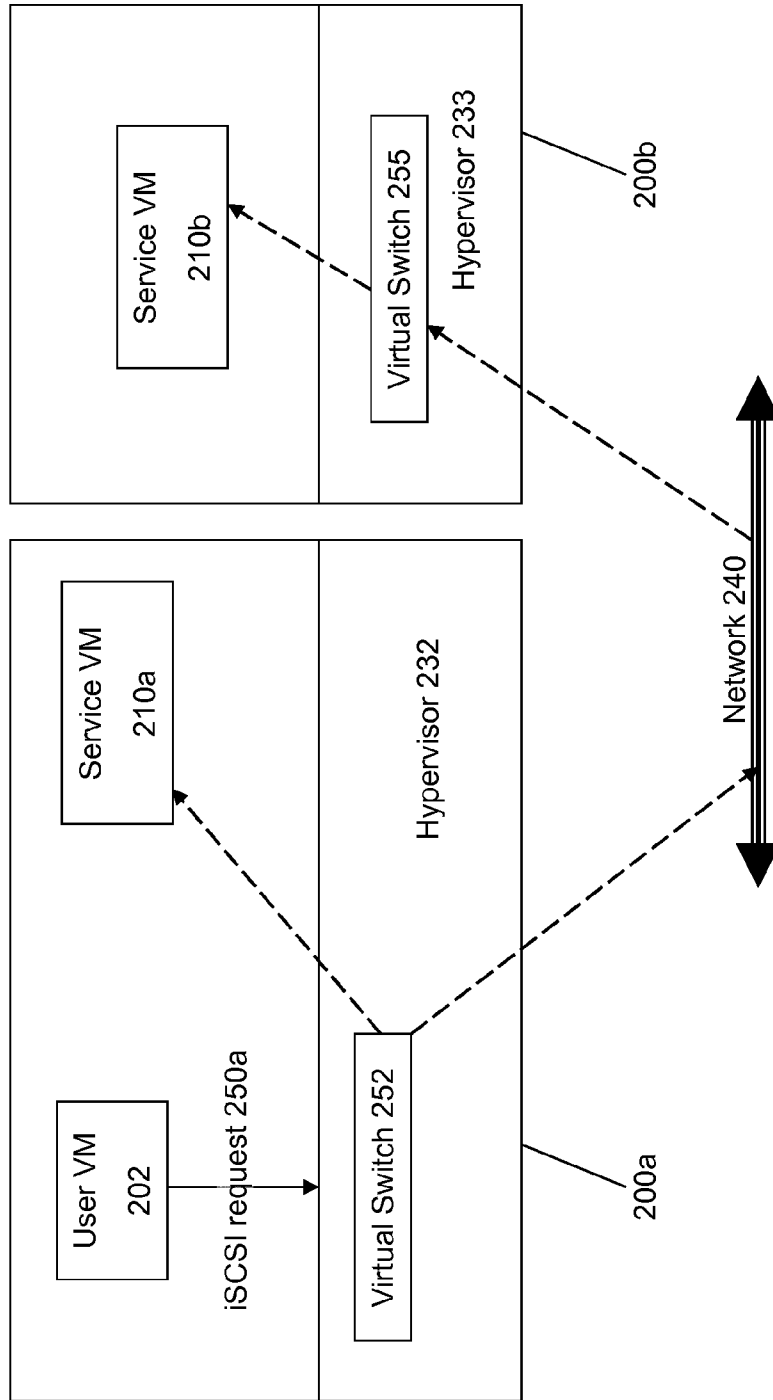 User VM
202
iSCSI request 250a
Virtual Switch 252
Service VM
210a
Hypervisor 232
200a
Service VM
210b
Virtual Switch 255
Hypervisor 233
200b
Network 240